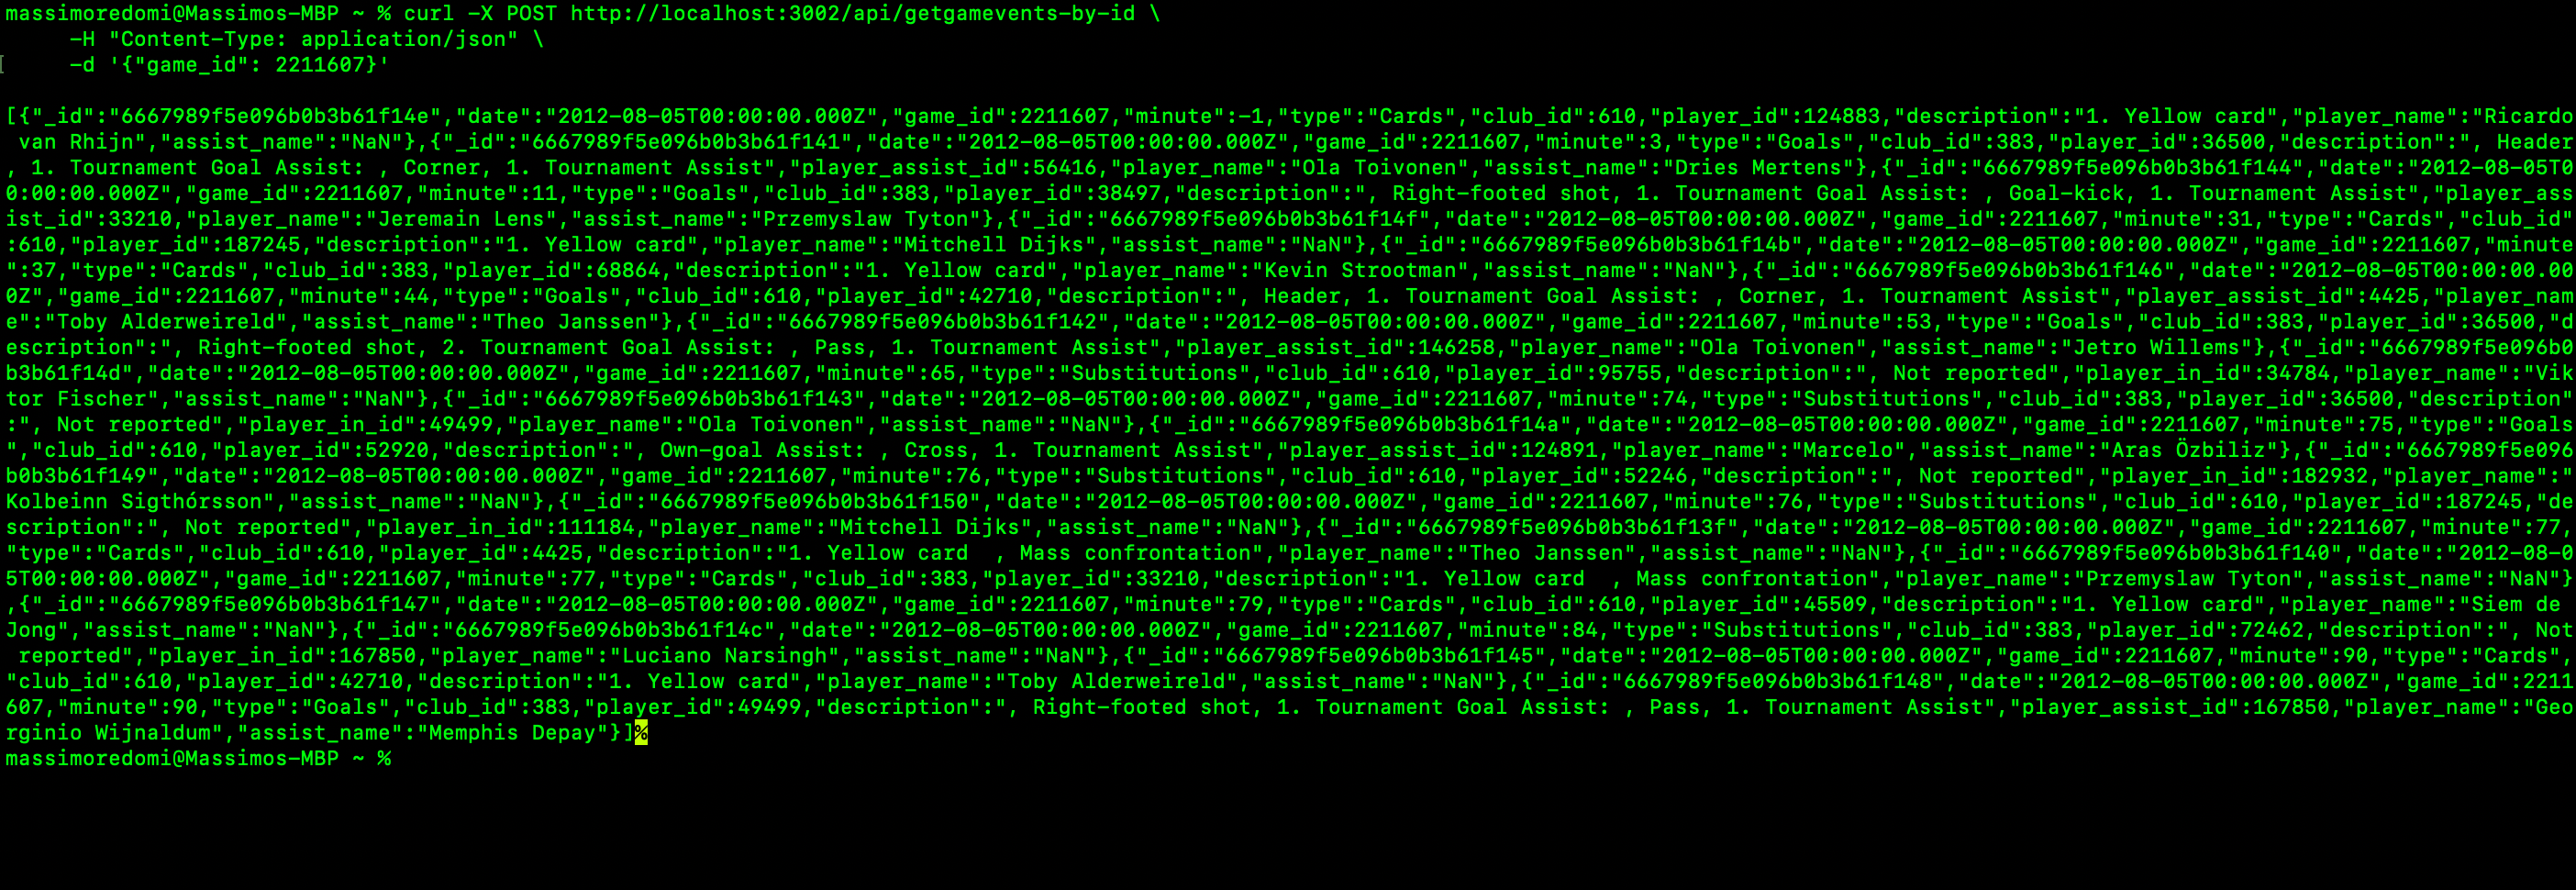 massimoredomi@Massimos-MBP ~ % curl -X POST http://localhost:3002/api/getgamevents-by-id \
     -H "Content-Type: application/json" \
[     -d '{"game_id": 2211607}'
[{"_id":"6667989f5e096b0b3b61f14e","date":"2012-08-05T00:00:00.000Z","game_id":2211607,"minute":-1,"type":"Cards","club_id":610,"player_id":124883,"description":"1. Yellow card","player_name":"Ricardo
 van Rhijn","assist_name":"NaN"},{"_id":"6667989f5e096b0b3b61f141","date":"2012-08-05T00:00:00.000Z","game_id":2211607,"minute":3,"type":"Goals","club_id":383,"player_id":36500,"description":", Header
, 1. Tournament Goal Assist: , Corner, 1. Tournament Assist","player_assist_id":56416,"player_name":"Ola Toivonen","assist_name":"Dries Mertens"},{"_id":"6667989f5e096b0b3b61f144","date":"2012-08-05T0
0:00:00.000Z","game_id":2211607,"minute":11,"type":"Goals","club_id":383,"player_id":38497,"description":", Right-footed shot, 1. Tournament Goal Assist: , Goal-kick, 1. Tournament Assist","player_ass
ist_id":33210,"player_name":"Jeremain Lens","assist_name":"Przemyslaw Tyton"},{"_id":"6667989f5e096b0b3b61f14f","date":"2012-08-05T00:00:00.000Z","game_id":2211607,"minute":31,"type":"Cards","club_id"
:610,"player_id":187245,"description":"1. Yellow card","player_name":"Mitchell Dijks","assist_name":"NaN"},{"_id":"6667989f5e096b0b3b61f14b","date":"2012-08-05T00:00:00.000Z","game_id":2211607,"minute
":37,"type":"Cards","club_id":383,"player_id":68864,"description":"1. Yellow card","player_name":"Kevin Strootman","assist_name":"NaN"},{"_id":"6667989f5e096b0b3b61f146","date":"2012-08-05T00:00:00.00
0Z","game_id":2211607,"minute":44,"type":"Goals","club_id":610,"player_id":42710,"description":", Header, 1. Tournament Goal Assist: , Corner, 1. Tournament Assist","player_assist_id":4425,"player_nam
e":"Toby Alderweireld","assist_name":"Theo Janssen"},{"_id":"6667989f5e096b0b3b61f142","date":"2012-08-05T00:00:00.000Z","game_id":2211607,"minute":53,"type":"Goals","club_id":383,"player_id":36500,"d
escription":", Right-footed shot, 2. Tournament Goal Assist: , Pass, 1. Tournament Assist","player_assist_id":146258,"player_name":"Ola Toivonen","assist_name":"Jetro Willems"},{"_id":"6667989f5e096b0
b3b61f14d","date":"2012-08-05T00:00:00.000Z","game_id":2211607,"minute":65,"type":"Substitutions","club_id":610,"player_id":95755,"description":", Not reported","player_in_id":34784,"player_name":"Vik
tor Fischer","assist_name":"NaN"},{"_id":"6667989f5e096b0b3b61f143","date":"2012-08-05T00:00:00.000Z","game_id":2211607,"minute":74,"type":"Substitutions","club_id":383,"player_id":36500,"description"
:", Not reported","player_in_id":49499,"player_name":"Ola Toivonen","assist_name":"NaN"},{"_id":"6667989f5e096b0b3b61f14a","date":"2012-08-05T00:00:00.000Z","game_id":2211607,"minute":75,"type":"Goals
","club_id":610,"player_id":52920,"description":", Own-goal Assist: , Cross, 1. Tournament Assist","player_assist_id":124891,"player_name":"Marcelo","assist_name":"Aras Özbiliz"},{"_id":"6667989f5e096
b0b3b61f149","date":"2012-08-05T00:00:00.000Z","game_id":2211607,"minute":76,"type":"Substitutions","club_id":610,"player_id":52246,"description":", Not reported","player_in_id":182932,"player_name":"
Kolbeinn Sigthórsson","assist_name":"NaN"},{"_id":"6667989f5e096b0b3b61f150","date":"2012-08-05T00:00:00.000Z","game_id":2211607,"minute":76,"type":"Substitutions","club_id":610,"player_id":187245,"de
scription":", Not reported","player_in_id":111184,"player_name":"Mitchell Dijks","assist_name":"NaN"},{"_id":"6667989f5e096b0b3b61f13f","date":"2012-08-05T00:00:00.000Z","game_id":2211607,"minute":77,
"type":"Cards","club_id":610,"player_id":4425,"description":"1. Yellow card  , Mass confrontation","player_name":"Theo Janssen","assist_name":"NaN"},{"_id":"6667989f5e096b0b3b61f140","date":"2012-08-0
5T00:00:00.000Z","game_id":2211607,"minute":77,"type":"Cards","club_id":383,"player_id":33210,"description":"1. Yellow card  , Mass confrontation","player_name":"Przemyslaw Tyton","assist_name":"NaN"}
,{"_id":"6667989f5e096b0b3b61f147","date":"2012-08-05T00:00:00.000Z","game_id":2211607,"minute":79,"type":"Cards","club_id":610,"player_id":45509,"description":"1. Yellow card","player_name":"Siem de 
Jong","assist_name":"NaN"},{"_id":"6667989f5e096b0b3b61f14c","date":"2012-08-05T00:00:00.000Z","game_id":2211607,"minute":84,"type":"Substitutions","club_id":383,"player_id":72462,"description":", Not
 reported","player_in_id":167850,"player_name":"Luciano Narsingh","assist_name":"NaN"},{"_id":"6667989f5e096b0b3b61f145","date":"2012-08-05T00:00:00.000Z","game_id":2211607,"minute":90,"type":"Cards",
"club_id":610,"player_id":42710,"description":"1. Yellow card","player_name":"Toby Alderweireld","assist_name":"NaN"},{"_id":"6667989f5e096b0b3b61f148","date":"2012-08-05T00:00:00.000Z","game_id":2211
607,"minute":90,"type":"Goals","club_id":383,"player_id":49499,"description":", Right-footed shot, 1. Tournament Goal Assist: , Pass, 1. Tournament Assist","player_assist_id":167850,"player_name":"Geo
rginio Wijnaldum","assist_name":"Memphis Depay"}]%
massimoredomi@Massimos-MBP ~ %